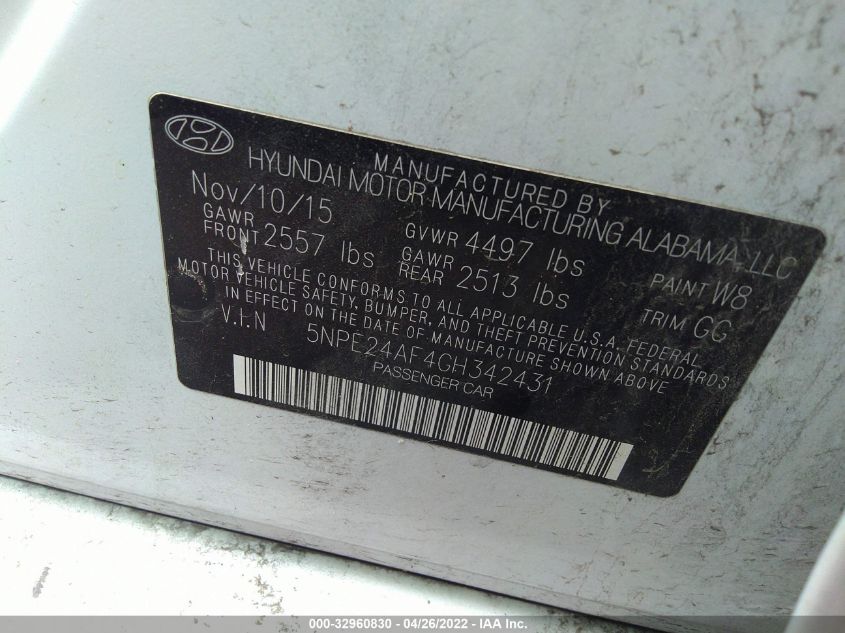 MANUFACTURED BY
HYUNDAI MOTOR MANUFACTURING ALABAMA, LLC
Nov/10/15
GVWR 4497 lbs
PAINT W8
GAWR FRONT 2557 lbs
GAWR REAR 2513 lbs
TRIM GG
THIS VEHICLE CONFORMS TO ALL APPLICABLE U.S.A. FEDERAL
MOTOR VEHICLE SAFETY, BUMPER, AND THEFT PREVENTION STANDARDS
IN EFFECT ON THE DATE OF MANUFACTURE SHOWN ABOVE
V.I.N 5NPE24AF4GH342431
PASSENGER CAR
000-32960830 - 04/26/2022 - IAA Inc.